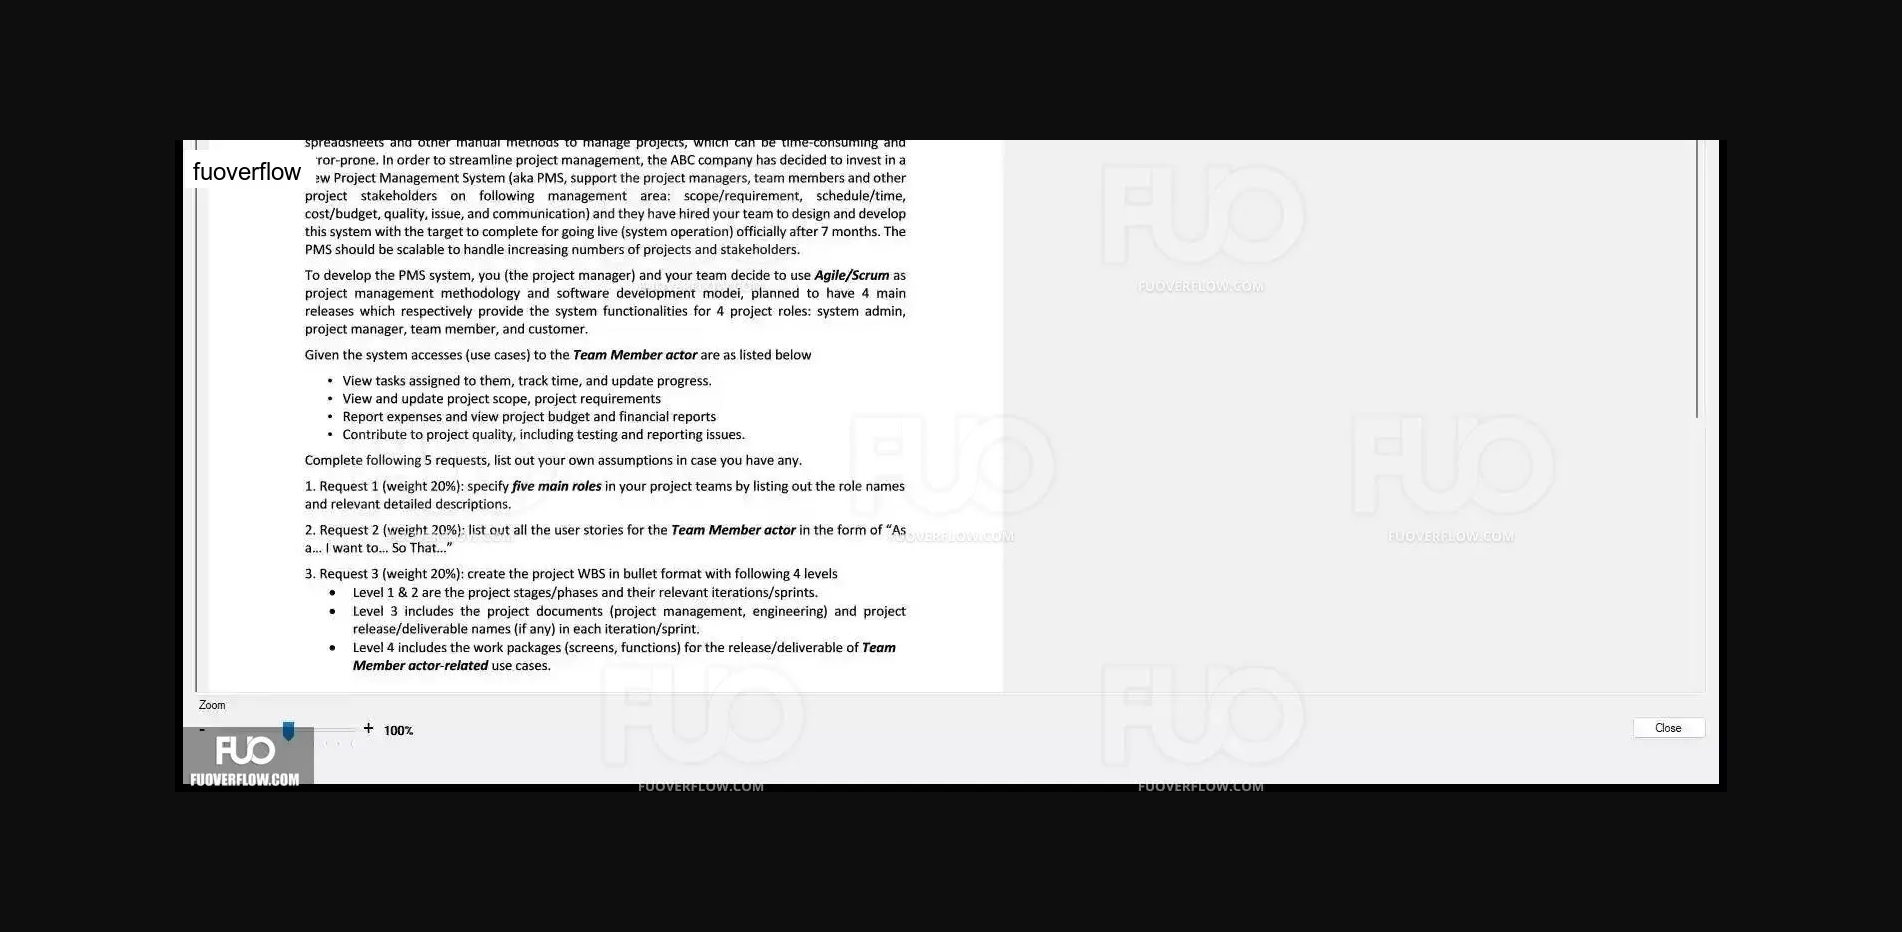 spreadsheets and other manual methods to manage projects, which can be time-consuming and
fuoverflow
rror-prone. In order to streamline project management, the ABC company has decided to invest in a
ew Project Management System (aka PMS, support the project managers, team members and other
project stakeholders on following management area: scope/requirement, schedule/time,
cost/budget, quality, issue, and communication) and they have hired your team to design and develop
this system with the target to complete for going live (system operation) officially after 7 months. The
PMS should be scalable to handle increasing numbers of projects and stakeholders.
To develop the PMS system, you (the project manager) and your team decide to use Agile/Scrum as
project management methodology and software development model, planned to have 4 main
releases which respectively provide the system functionalities for 4 project roles: system admin,
project manager, team member, and customer.
Given the system accesses (use cases) to the Team Member actor are as listed below
• View tasks assigned to them, track time, and update progress.
• View and update project scope, project requirements
• Report expenses and view project budget and financial reports
• Contribute to project quality, including testing and reporting issues.
Complete following 5 requests, list out your own assumptions in case you have any.
1. Request 1 (weight 20%): specify five main roles in your project teams by listing out the role names
and relevant detailed descriptions.
2. Request 2 (weight 20%): list out all the user stories for the Team Member actor in the form of “As
a... I want to... So That...”
3. Request 3 (weight 20%): create the project WBS in bullet format with following 4 levels
• Level 1 & 2 are the project stages/phases and their relevant iterations/sprints.
• Level 3 includes the project documents (project management, engineering) and project
release/deliverable names (if any) in each iteration/sprint.
• Level 4 includes the work packages (screens, functions) for the release/deliverable of Team
Member actor-related use cases.
Zoom
- + 100%
Close
FUO
FUOVERFLOW.COM
FUO
FUOVERFLOW.COM
FUOVERFLOW.COM
FUOVERFLOW.COM
FUO
FUOVERFLOW.COM
FUO
FUOVERFLOW.COM
FUO
FUOVERFLOW.COM
FUO
FUOVERFLOW.COM